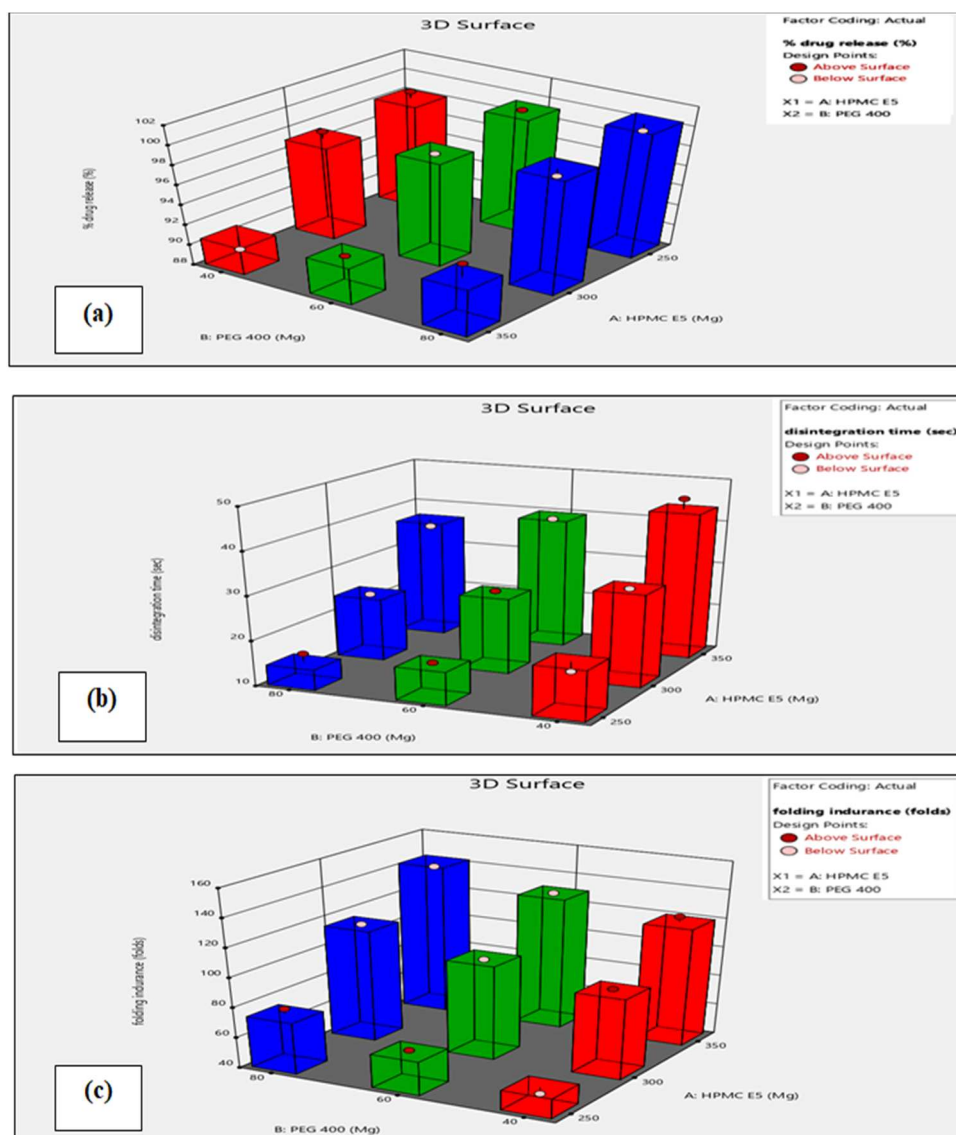 3D Surface
Factor Coding: Actual
% drug release (%)
Design Points:
Above Surface
Below Surface
X1 = A: HPMC E5
X2 = B: PEG 400
% drug release (%)
102
100
98
96
94
92
90
88
40
60
80
B: PEG 400 (Mg)
250
300
350
A: HPMC E5 (Mg)
(a)
3D Surface
Factor Coding: Actual
disintegration time (sec)
Design Points:
Above Surface
Below Surface
X1 = A: HPMC E5
X2 = B: PEG 400
disintegration time (sec)
50
40
30
20
10
80
60
40
B: PEG 400 (Mg)
350
300
250
A: HPMC E5 (Mg)
(b)
3D Surface
Factor Coding: Actual
folding indurance (folds)
Design Points:
Above Surface
Below Surface
X1 = A: HPMC E5
X2 = B: PEG 400
folding indurance (folds)
160
140
120
100
80
60
40
80
60
40
B: PEG 400 (Mg)
350
300
250
A: HPMC E5 (Mg)
(c)